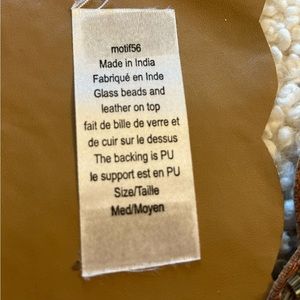 motif56
Made in India
Fabriqué en Inde
Glass beads and
leather on top
fait de bille de verre et
de cuir sur le dessus
The backing is PU
le support est en PU
Size/Taille
Med/Moyen